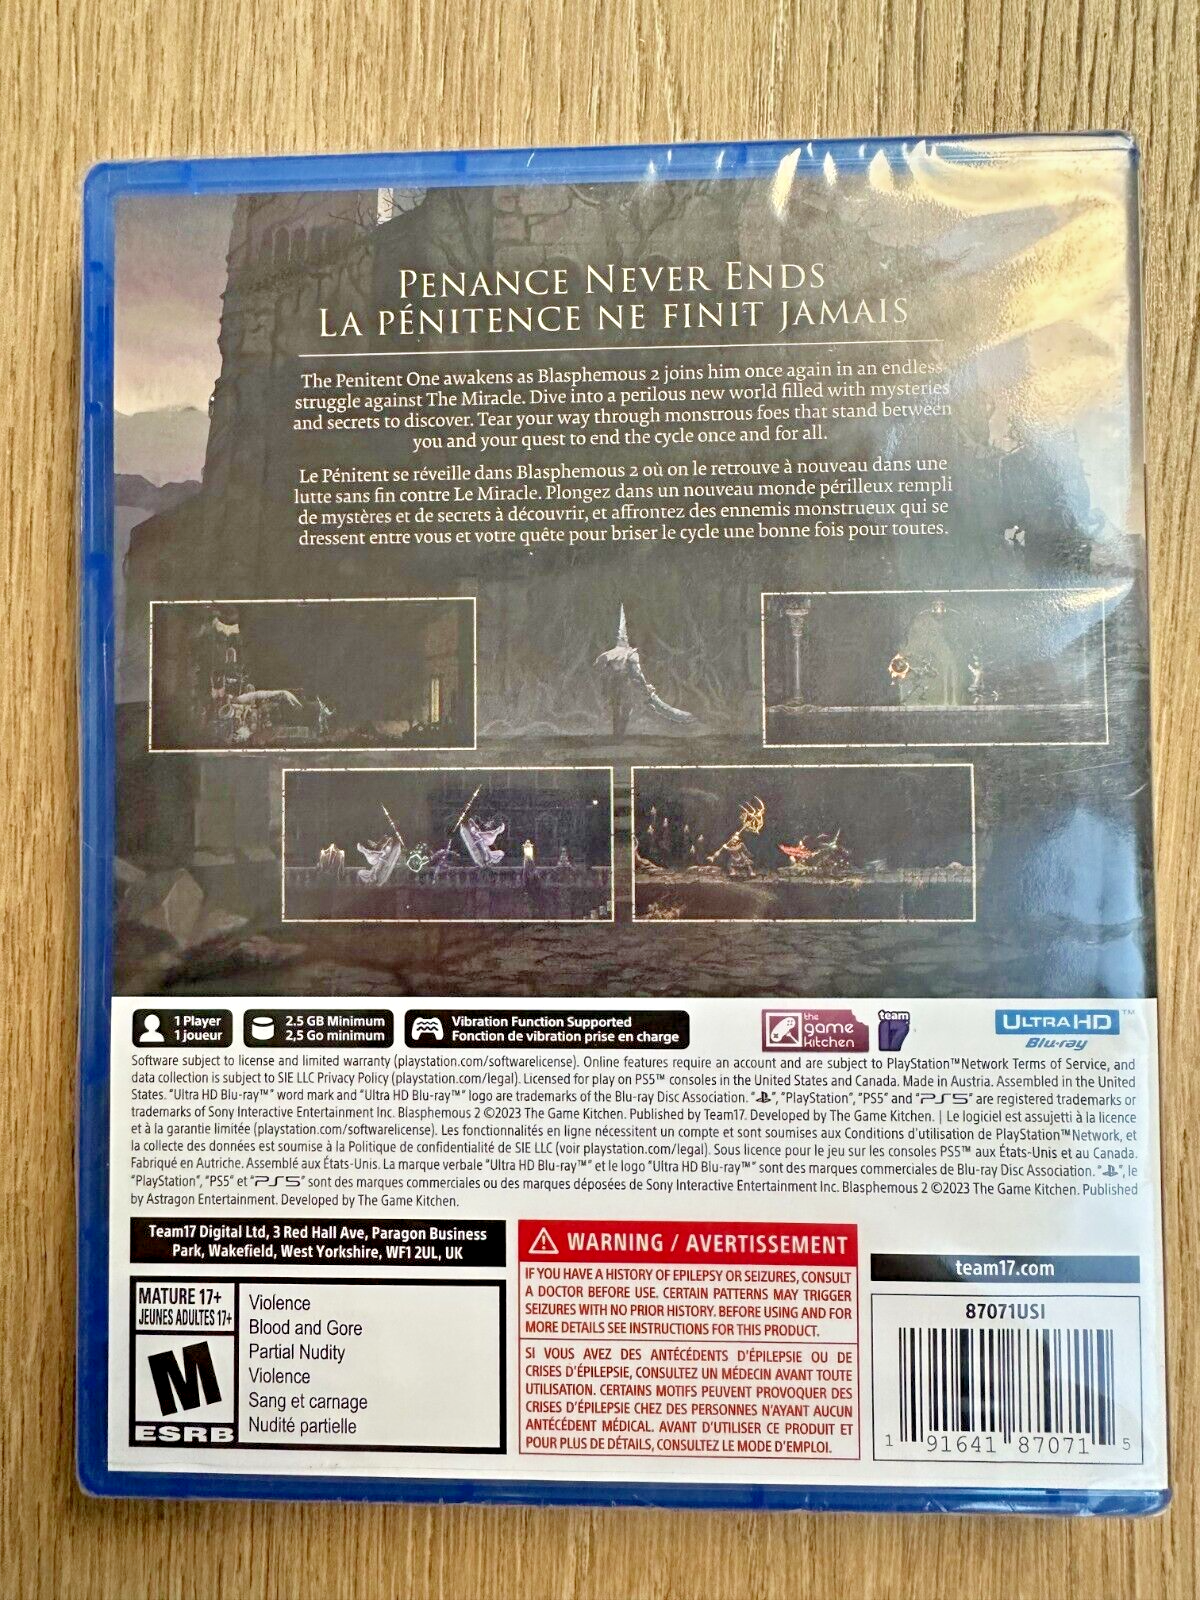 PENANCE NEVER ENDS
LA PÉNITENCE NE FINIT JAMAIS
The Penitent One awakens as Blasphemous 2 joins him once again in an endless
struggle against The Miracle. Dive into a perilous new world filled with mysteries
and secrets to discover. Tear your way through monstrous foes that stand between
you and your quest to end the cycle once and for all.
Le Pénitent se réveille dans Blasphemous 2 où on le retrouve à nouveau dans une
lutte sans fin contre Le Miracle. Plongez dans un nouveau monde périlleux rempli
de mystères et de secrets à découvrir, et affrontez des ennemis monstrueux qui se
dressent entre vous et votre quête pour briser le cycle une bonne fois pour toutes.
1 Player
1 joueur
2.5 GB Minimum
2,5 Go minimum
Vibration Function Supported
Fonction de vibration prise en charge
the
game
kitchen
team
17
ULTRA HD™
Blu-ray
Software subject to license and limited warranty (playstation.com/softwarelicense). Online features require an account and are subject to PlayStation™Network Terms of Service, and
data collection is subject to SIE LLC Privacy Policy (playstation.com/legal). Licensed for play on PS5™ consoles in the United States and Canada. Made in Austria. Assembled in the United
States. "Ultra HD Blu-ray™" word mark and "Ultra HD Blu-ray™" logo are trademarks of the Blu-ray Disc Association. "PS", "PlayStation", "PS5" and "PS5" are registered trademarks or
trademarks of Sony Interactive Entertainment Inc. Blasphemous 2 ©2023 The Game Kitchen. Published by Team17. Developed by The Game Kitchen. | Le logiciel est assujetti à la licence
et à la garantie limitée (playstation.com/softwarelicense). Les fonctionnalités en ligne nécessitent un compte et sont soumises aux Conditions d'utilisation de PlayStation™Network, et
la collecte des données est soumise à la Politique de confidentialité de SIE LLC (voir playstation.com/legal). Sous licence pour le jeu sur les consoles PS5™ aux États-Unis et au Canada.
Fabriqué en Autriche. Assemblé aux États-Unis. La marque verbale "Ultra HD Blu-ray™" et le logo "Ultra HD Blu-ray™" sont des marques commerciales de Blu-ray Disc Association. "PS", le
"PlayStation", "PS5" et "PS5" sont des marques commerciales ou des marques déposées de Sony Interactive Entertainment Inc. Blasphemous 2 ©2023 The Game Kitchen. Published
by Astragon Entertainment. Developed by The Game Kitchen.
Team17 Digital Ltd, 3 Red Hall Ave, Paragon Business
Park, Wakefield, West Yorkshire, WF1 2UL, UK
MATURE 17+
JEUNES ADULTES 17+
M
ESRB
Violence
Blood and Gore
Partial Nudity
Violence
Sang et carnage
Nudité partielle
WARNING / AVERTISSEMENT
IF YOU HAVE A HISTORY OF EPILEPSY OR SEIZURES, CONSULT
A DOCTOR BEFORE USE. CERTAIN PATTERNS MAY TRIGGER
SEIZURES WITH NO PRIOR HISTORY. BEFORE USING AND FOR
MORE DETAILS SEE INSTRUCTIONS FOR THIS PRODUCT.
SI VOUS AVEZ DES ANTÉCÉDENTS D'ÉPILEPSIE OU DE
CRISES D'ÉPILEPSIE, CONSULTEZ UN MÉDECIN AVANT TOUTE
UTILISATION. CERTAINS MOTIFS PEUVENT PROVOQUER DES
CRISES D'ÉPILEPSIE CHEZ DES PERSONNES N'AYANT AUCUN
ANTÉCÉDENT MÉDICAL. AVANT D'UTILISER CE PRODUIT ET
POUR PLUS DE DÉTAILS, CONSULTEZ LE MODE D'EMPLOI.
team17.com
87071USI
1 91641 87071 5